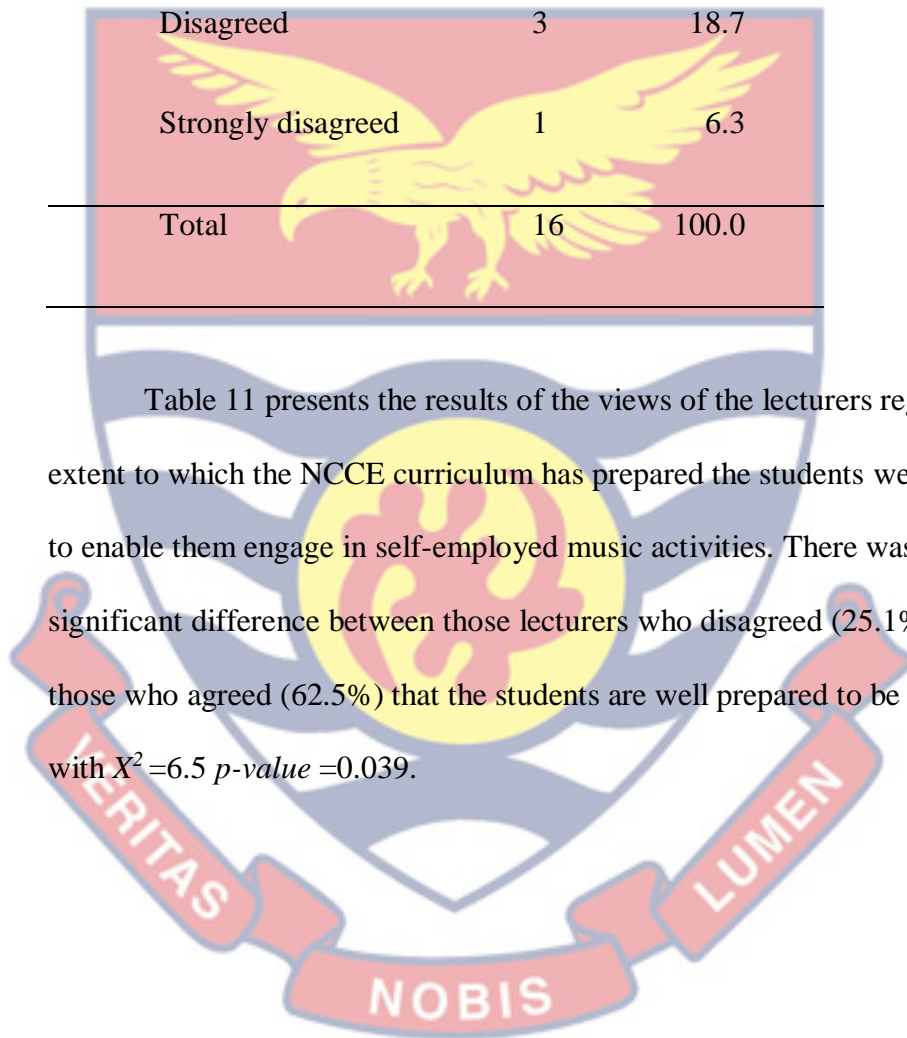 Disagreed 3 18.7
Strongly disagreed 1 6.3
Total 16 100.0
Table 11 presents the results of the views of the lecturers
extent to which the NCCE curriculum has prepared the students
to enable them engage in self-employed music activities. There was
significant difference between those lecturers who disagreed (25.1%
those who agreed (62.5%) that the students are well prepared to be
with X² =6.5 p-value =0.039.
VERITAS
NOBIS
LUMEN